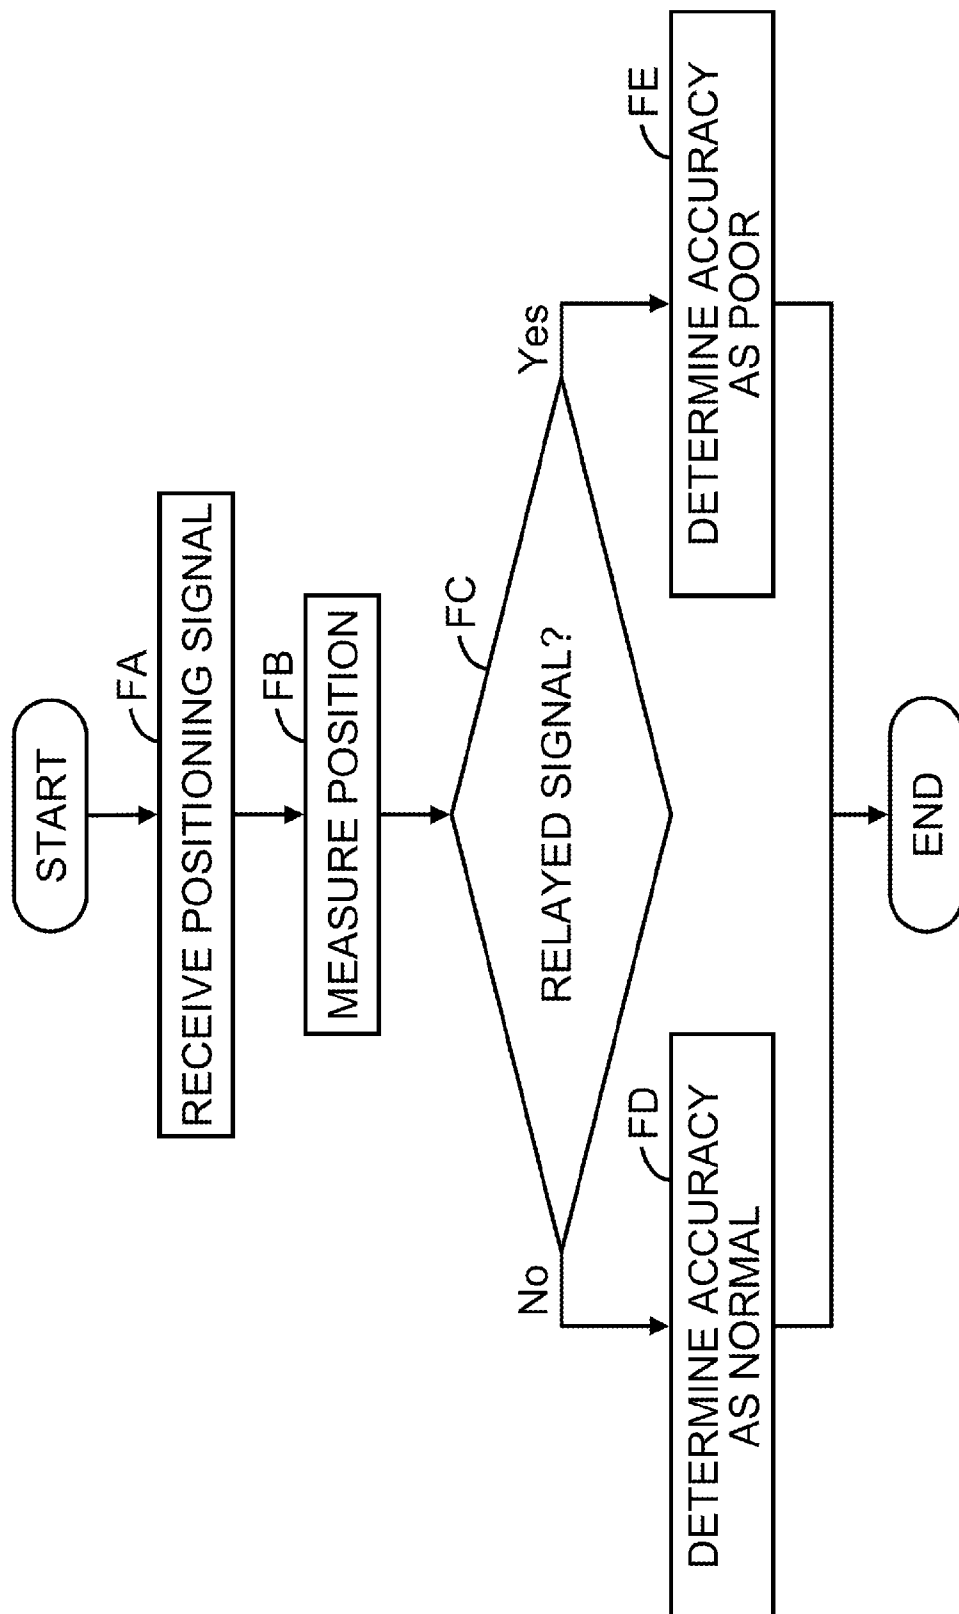 START
FA
RECEIVE POSITIONING SIGNAL
FB
MEASURE POSITION
FC
RELAYED SIGNAL?
No
Yes
FD
DETERMINE ACCURACY
AS NORMAL
FE
DETERMINE ACCURACY
AS POOR
END